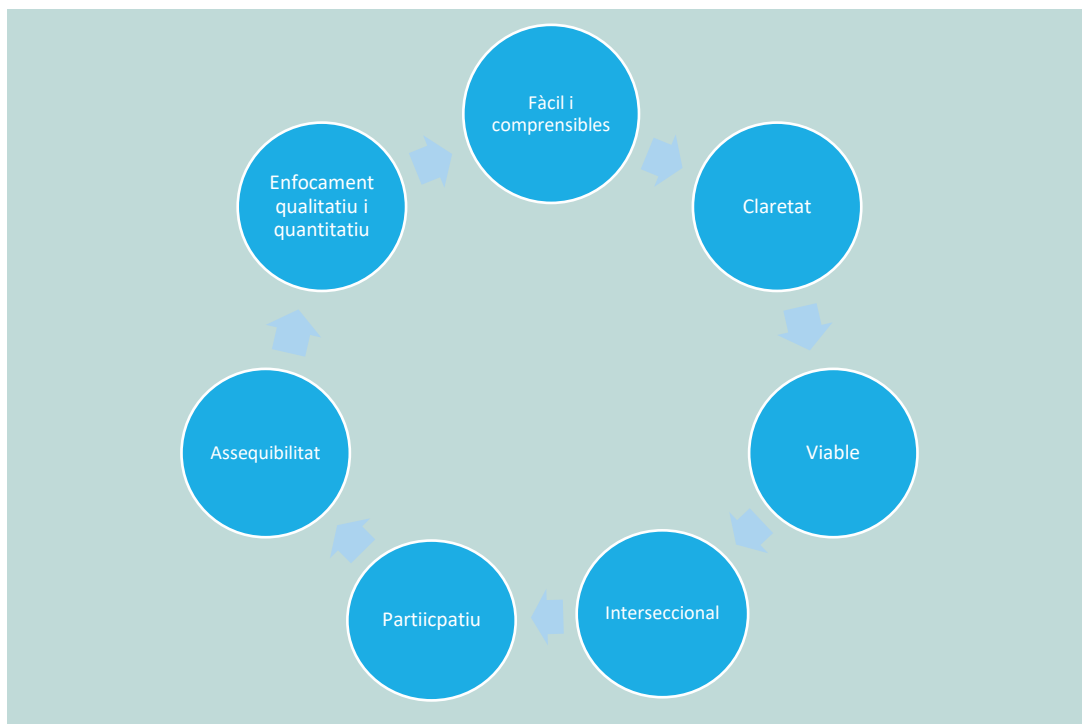 Fàcil i
comprensibles
Claretat
Viable
Interseccional
Partiicpatiu
Assequibilitat
Enfocament
qualitatiu i
quantitatiu